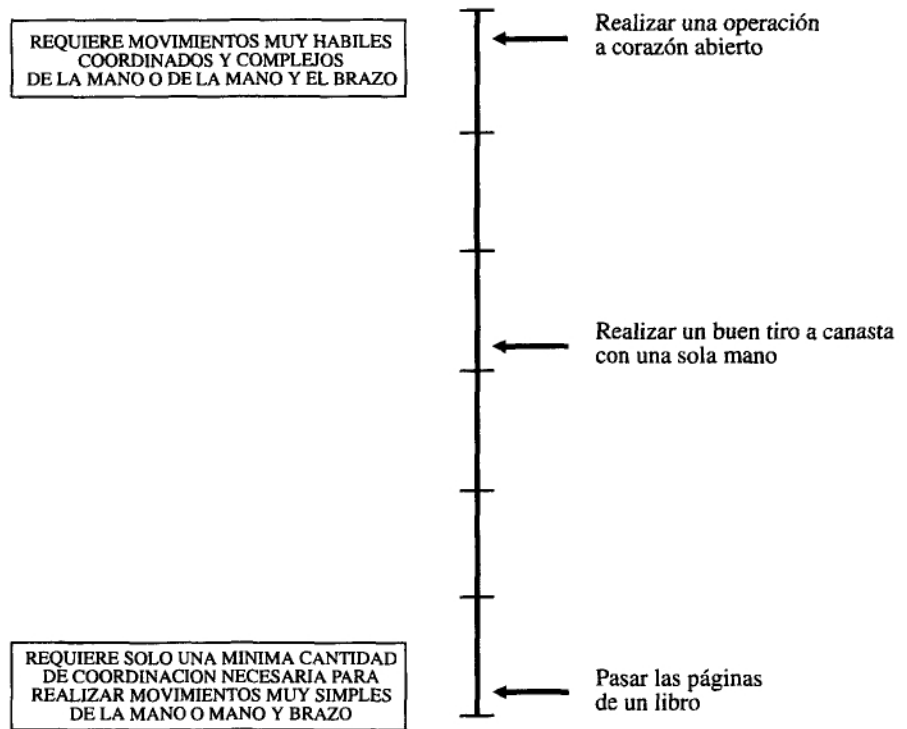 REQUIERE MOVIMIENTOS MUY HABILES
COORDINADOS Y COMPLEJOS
DE LA MANO O DE LA MANO Y EL BRAZO
Realizar una operación
a corazón abierto
Realizar un buen tiro a canasta
con una sola mano
REQUIERE SOLO UNA MINIMA CANTIDAD
DE COORDINACION NECESARIA PARA
REALIZAR MOVIMIENTOS MUY SIMPLES
DE LA MANO O MANO Y BRAZO
Pasar las páginas
de un libro